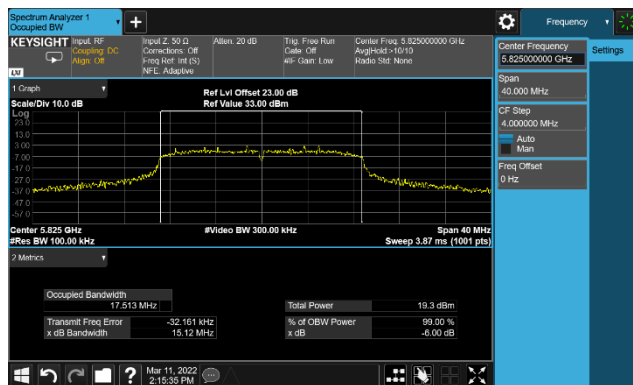 Spectrum Analyzer 1
Occupied BW
Frequency
KEYSIGHT
Input: RF
Coupling: DC
Align: Off
Input Z: 50 Ω
Corrections: Off
Freq Ref: Int (S)
NFE: Adaptive
Atten: 20 dB
Trig: Free Run
Gate: Off
#IF Gain: Low
Center Freq: 5.825000000 GHz
Avg|Hold:>10/10
Radio Std: None
LXI
Center Frequency
5.825000000 GHz
Settings
Span
40.000 MHz
CF Step
4.000000 MHz
Auto
Man
Freq Offset
0 Hz
1 Graph
Scale/Div 10.0 dB
Ref Lvl Offset 23.00 dB
Ref Value 33.00 dBm
Log
23.0
13.0
3.00
-7.00
-17.0
-27.0
-37.0
-47.0
-57.0
Center 5.825 GHz
#Video BW 300.00 kHz
Span 40 MHz
#Res BW 100.00 kHz
Sweep 3.87 ms (1001 pts)
2 Metrics
Occupied Bandwidth
17.513 MHz
Total Power 19.3 dBm
Transmit Freq Error -32.161 kHz
% of OBW Power 99.00 %
x dB Bandwidth 15.12 MHz
x dB -6.00 dB
?
Mar 11, 2022
2:15:35 PM